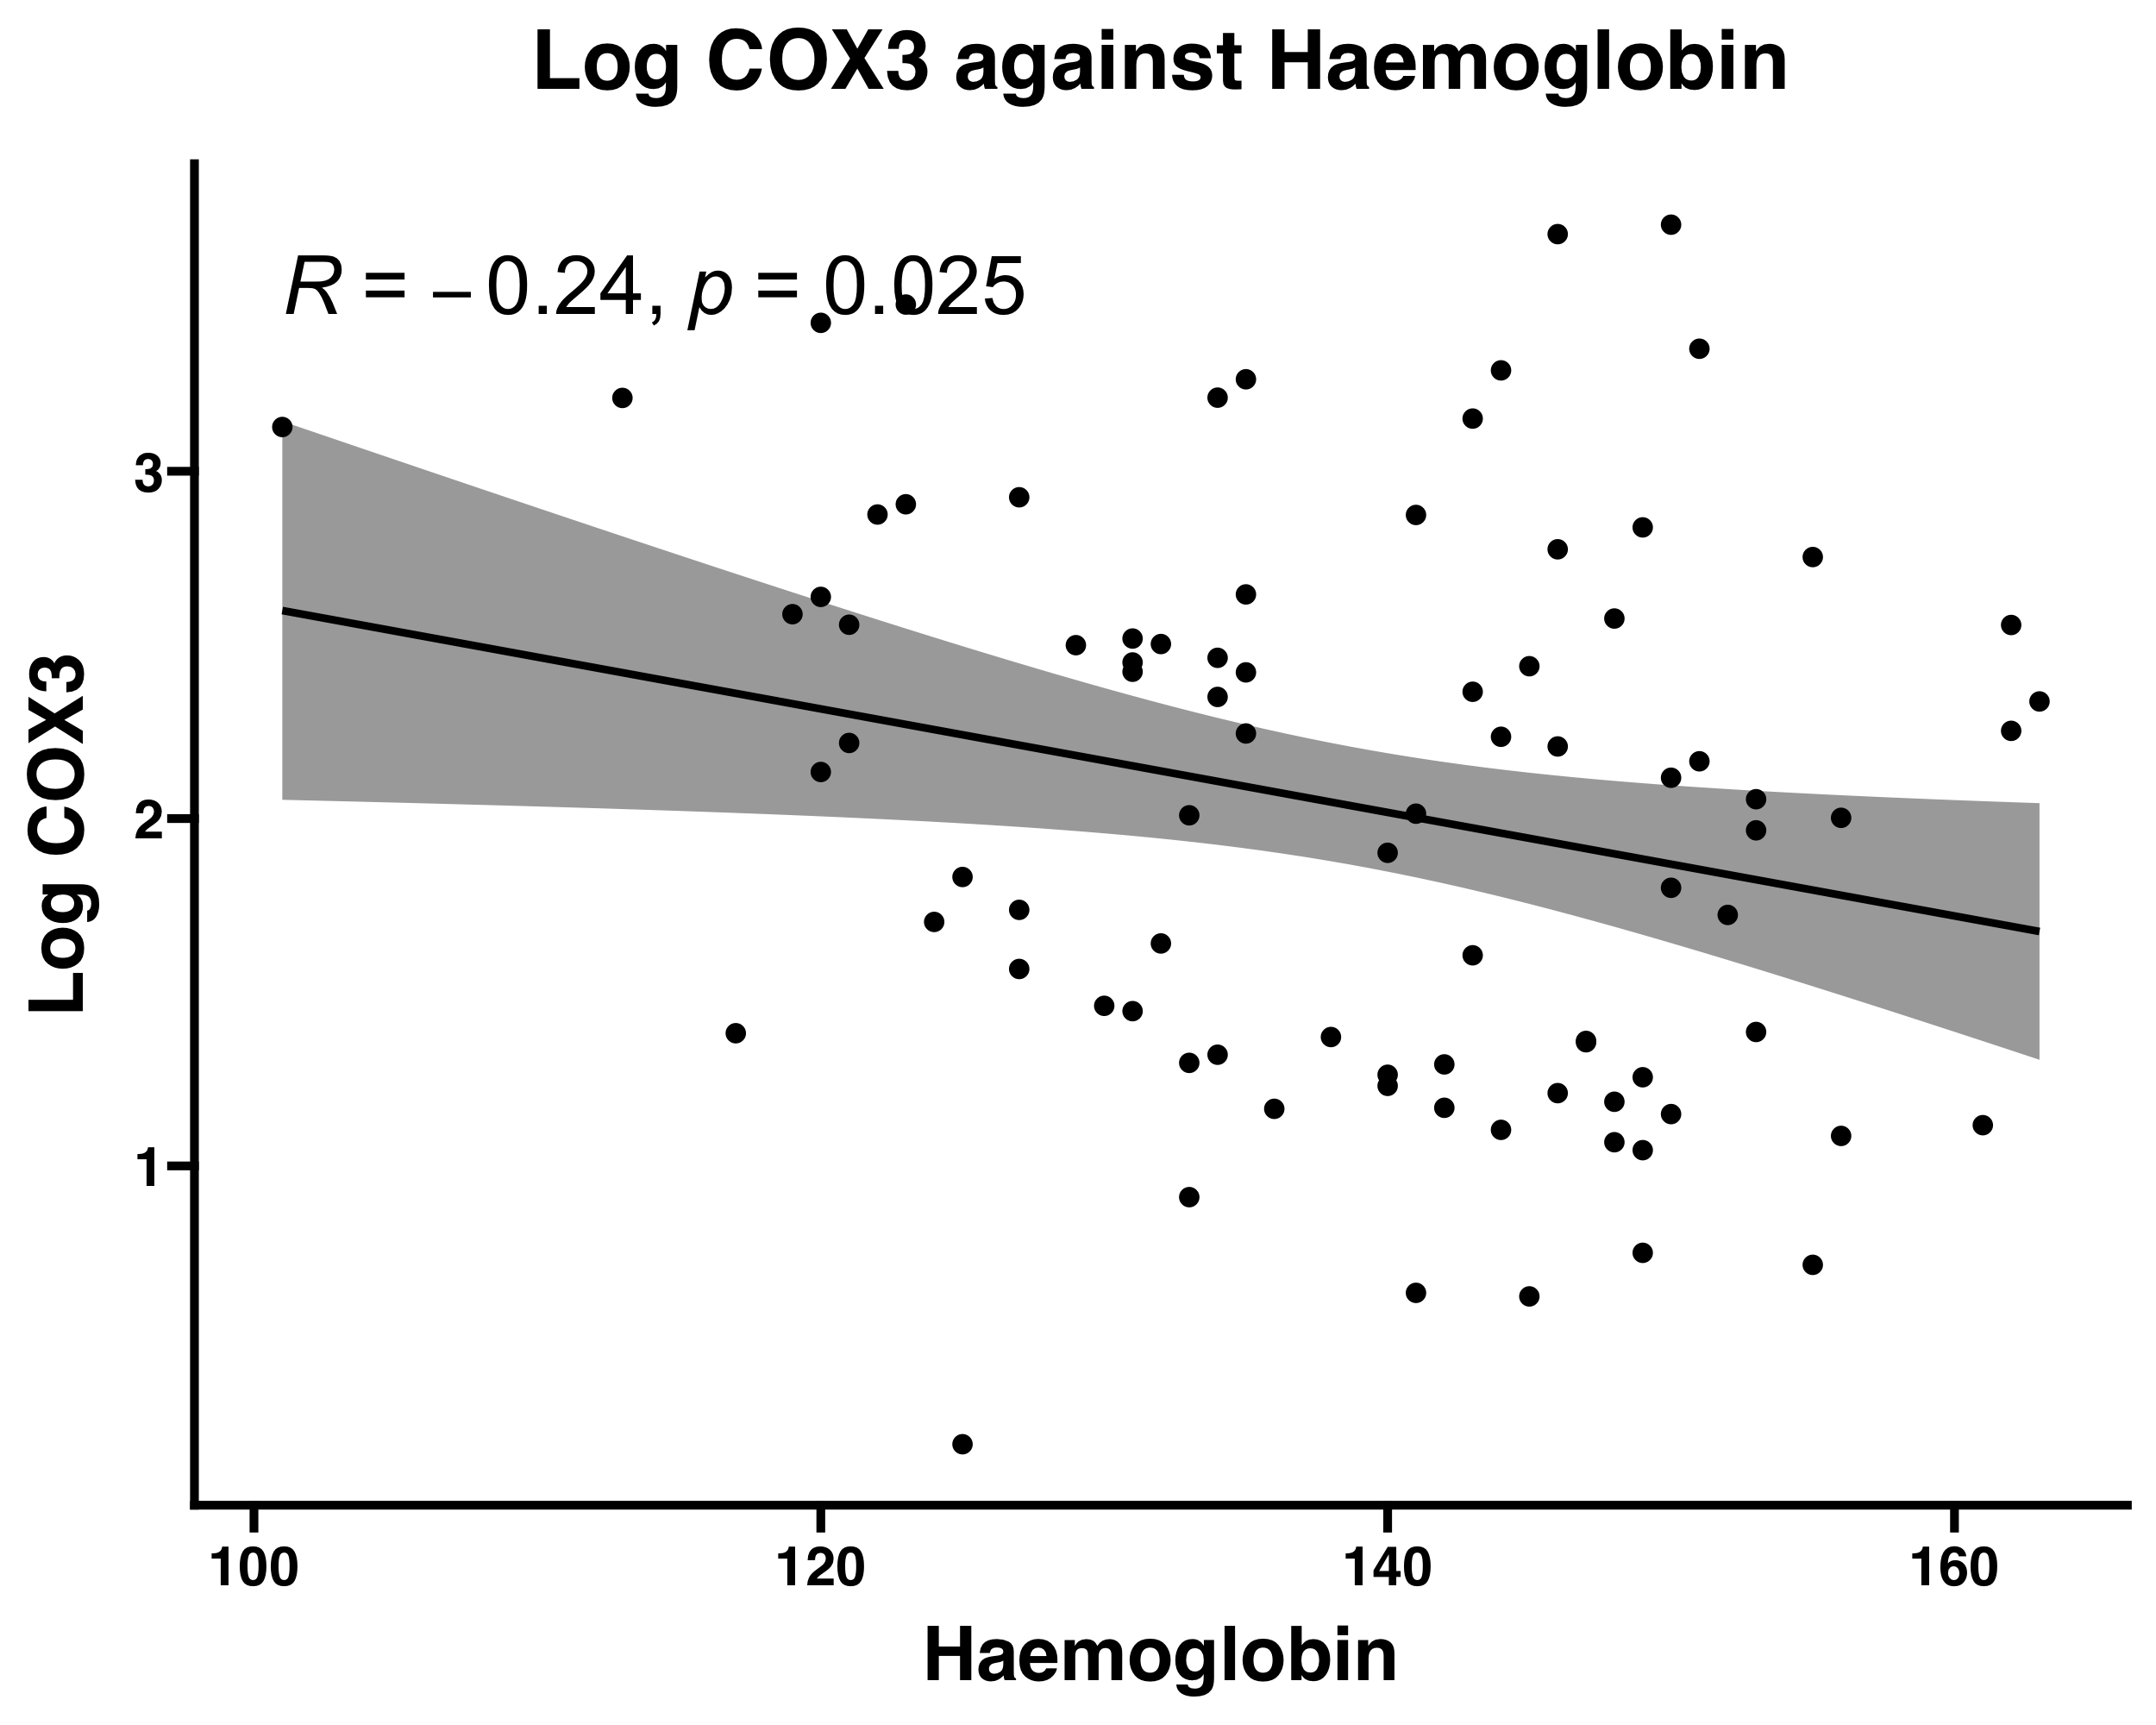 Log COX3 against Haemoglobin
R = − 0.24, p = 0.025
Log COX3
3
2
1
100 120 140 160
Haemoglobin